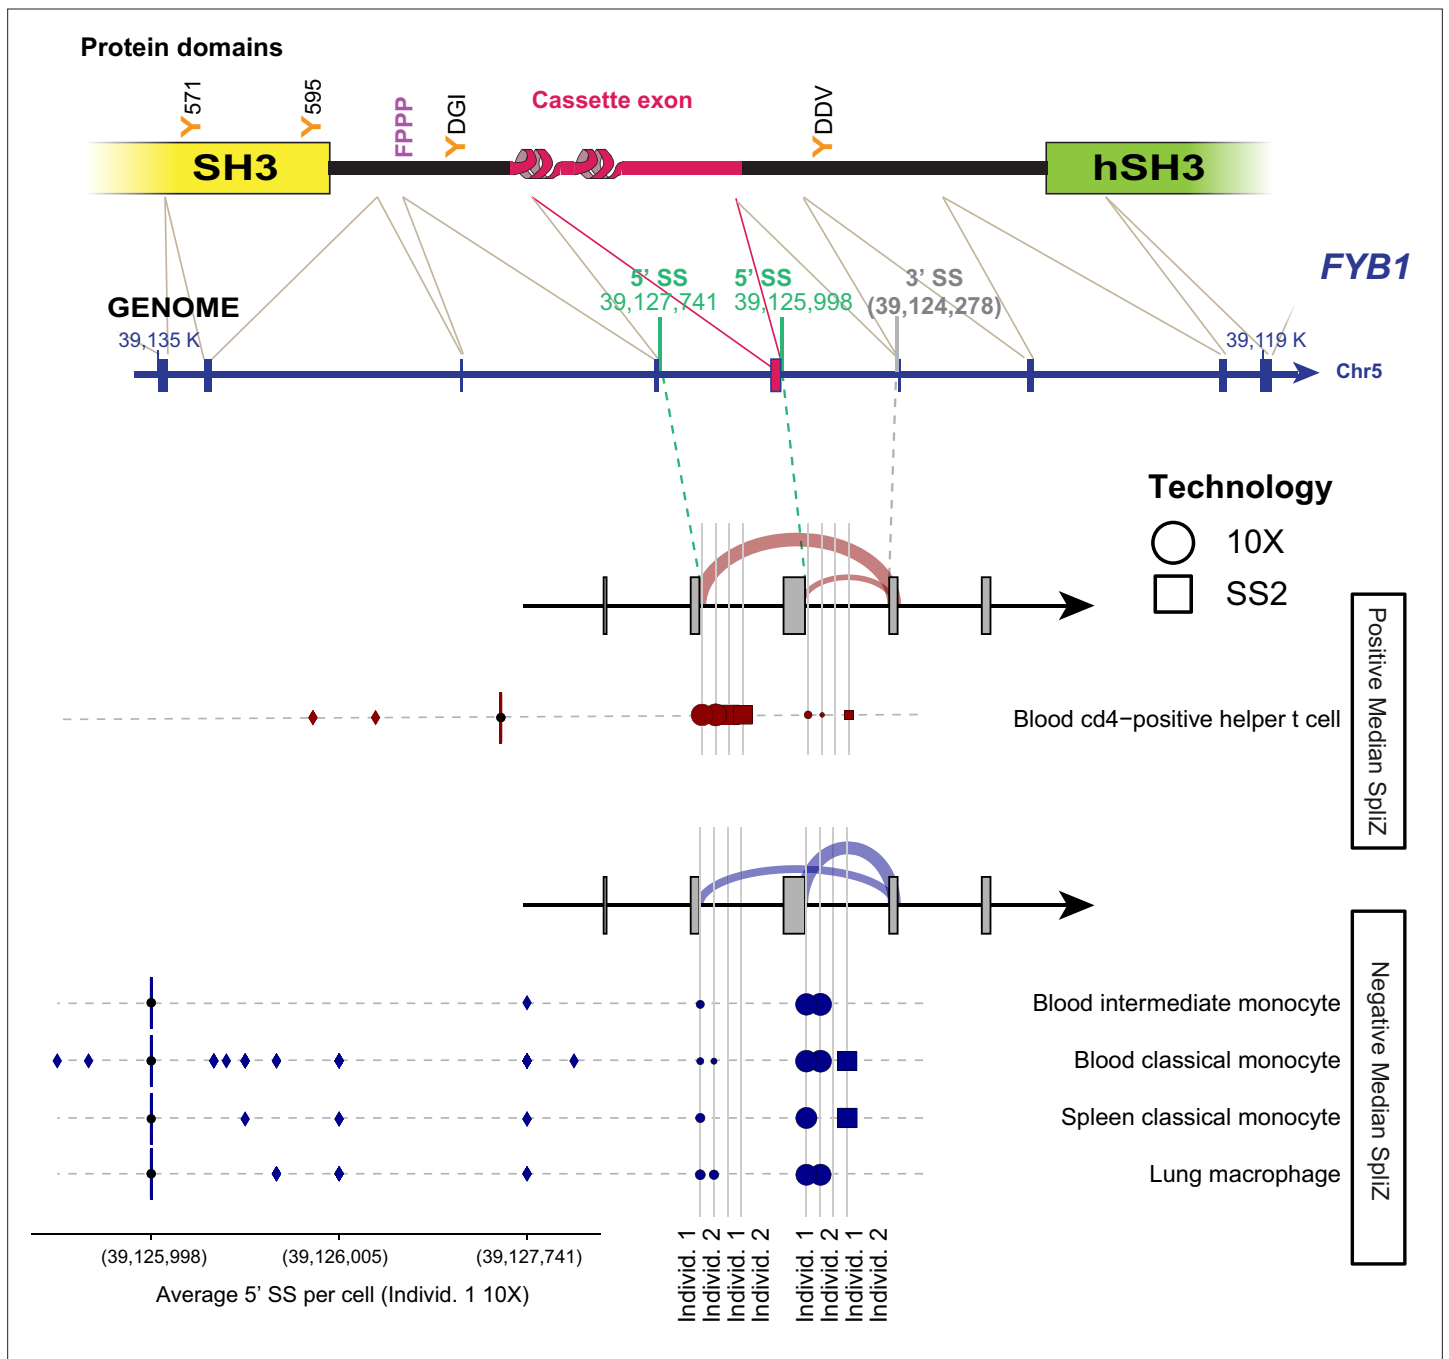 Protein domains
Y571
Y595
FPPP
YDGI
Cassette exon
YDDV
SH3
hSH3
FYB1
5’ SS
39,127,741
5’ SS
39,125,998
3’ SS
(39,124,278)
GENOME
39,135 K
39,119 K
Chr5
Technology
10X
SS2
Positive Median SpliZ
Blood cd4−positive helper t cell
Negative Median SpliZ
Blood intermediate monocyte
Blood classical monocyte
Spleen classical monocyte
Lung macrophage
(39,125,998)
(39,126,005)
(39,127,741)
Average 5’ SS per cell (Individ. 1 10X)
Individ. 1
Individ. 2
Individ. 1
Individ. 2
Individ. 1
Individ. 2
Individ. 1
Individ. 2